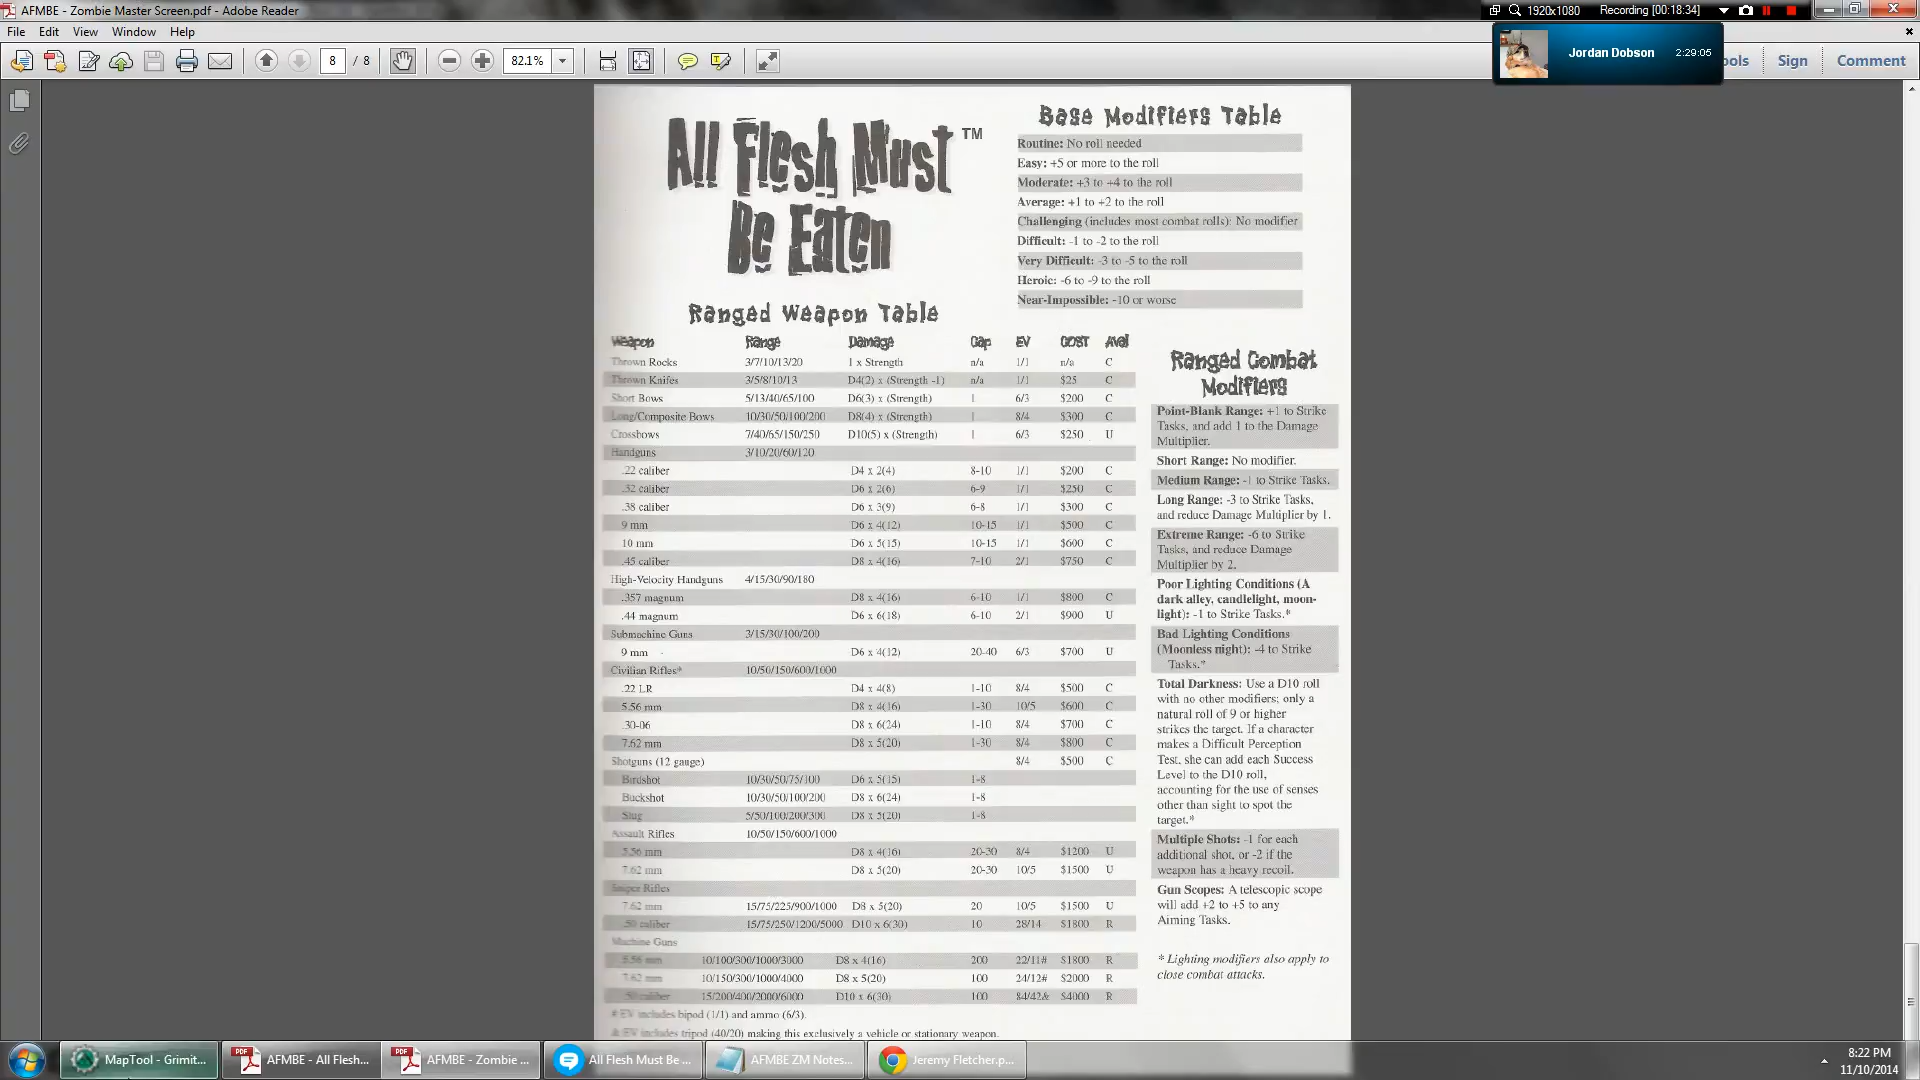 AFMBE - Zombie Master Screen.pdf - Adobe Reader
1920x1080
Recording [00:18:34]
File Edit View Window Help
8 / 8
82.1%
Jordan Dobson
2:29:05
ools
Sign
Comment
All Flesh Must ™
Be Eaten
Base Modifiers Table
Routine: No roll needed
Easy: +5 or more to the roll
Moderate: +3 to +4 to the roll
Average: +1 to +2 to the roll
Challenging (includes most combat rolls): No modifier
Difficult: -1 to -2 to the roll
Very Difficult: -3 to -5 to the roll
Heroic: -6 to -9 to the roll
Near-Impossible: -10 or worse
Ranged Weapon Table
Weapon Range Damage Cap EV COST Avail
Thrown Rocks 3/7/10/13/20 1 x Strength n/a 1/1 n/a C
Thrown Knifes 3/5/8/10/13 D4(2) x (Strength -1) n/a 1/1 $25 C
Short Bows 5/13/40/65/100 D6(3) x (Strength) 1 6/3 $200 C
Long/Composite Bows 10/30/50/100/200 D8(4) x (Strength) 1 8/4 $300 C
Crossbows 7/40/65/150/250 D10(5) x (Strength) 1 6/3 $250 U
Handguns 3/10/20/60/120
.22 caliber D4 x 2(4) 8-10 1/1 $200 C
.32 caliber D6 x 2(6) 6-9 1/1 $250 C
.38 caliber D6 x 3(9) 6-8 1/1 $300 C
9 mm D6 x 4(12) 10-15 1/1 $500 C
10 mm D6 x 5(15) 10-15 1/1 $600 C
.45 caliber D8 x 4(16) 7-10 2/1 $750 C
High-Velocity Handguns 4/15/30/90/180
.357 magnum D8 x 4(16) 6-10 1/1 $800 C
.44 magnum D6 x 6(18) 6-10 2/1 $900 U
Submachine Guns 3/15/30/100/200
9 mm D6 x 4(12) 20-40 6/3 $700 U
Civilian Rifles* 10/50/150/600/1000
.22 LR D4 x 4(8) 1-10 8/4 $500 C
5.56 mm D8 x 4(16) 1-30 10/5 $600 C
.30-06 D8 x 6(24) 1-10 8/4 $700 C
7.62 mm D8 x 5(20) 1-30 8/4 $800 C
Shotguns (12 gauge) 8/4 $500 C
Birdshot 10/30/50/75/100 D6 x 5(15) 1-8
Buckshot 10/30/50/100/200 D8 x 6(24) 1-8
Slug 5/50/100/200/300 D8 x 5(20) 1-8
Assault Rifles 10/50/150/600/1000
5.56 mm D8 x 4(16) 20-30 8/4 $1200 U
7.62 mm D8 x 5(20) 20-30 10/5 $1500 U
Sniper Rifles
7.62 mm 15/75/225/900/1000 D8 x 5(20) 20 10/5 $1500 U
.50 caliber 15/75/250/1200/5000 D10 x 6(30) 10 28/14 $1800 R
Machine Guns
5.56 mm 10/100/300/1000/3000 D8 x 4(16) 200 22/11# $1800 R
7.62 mm 10/150/300/1000/4000 D8 x 5(20) 100 24/12# $2000 R
.50 caliber 15/200/400/2000/6000 D10 x 6(30) 100 84/42& $4000 R
# EV includes bipod (1/1) and ammo (6/3).
& EV includes tripod (40/20) making this exclusively a vehicle or stationary weapon.
Ranged Combat
Modifiers
Point-Blank Range: +1 to Strike
Tasks, and add 1 to the Damage
Multiplier.
Short Range: No modifier.
Medium Range: -1 to Strike Tasks.
Long Range: -3 to Strike Tasks,
and reduce Damage Multiplier by 1.
Extreme Range: -6 to Strike
Tasks, and reduce Damage
Multiplier by 2.
Poor Lighting Conditions (A
dark alley, candlelight, moon-
light): -1 to Strike Tasks.*
Bad Lighting Conditions
(Moonless night): -4 to Strike
Tasks.*
Total Darkness: Use a D10 roll
with no other modifiers; only a
natural roll of 9 or higher
strikes the target. If a character
makes a Difficult Perception
Test, she can add each Success
Level to the D10 roll,
accounting for the use of senses
other than sight to spot the
target.*
Multiple Shots: -1 for each
additional shot, or -2 if the
weapon has a heavy recoil.
Gun Scopes: A telescopic scope
will add +2 to +5 to any
Aiming Tasks.
* Lighting modifiers also apply to
close combat attacks.
MapTool - Grimit...
AFMBE - All Flesh...
AFMBE - Zombie ...
All Flesh Must Be ...
AFMBE ZM Notes...
Jeremy Fletcher.p...
8:22 PM
11/10/2014